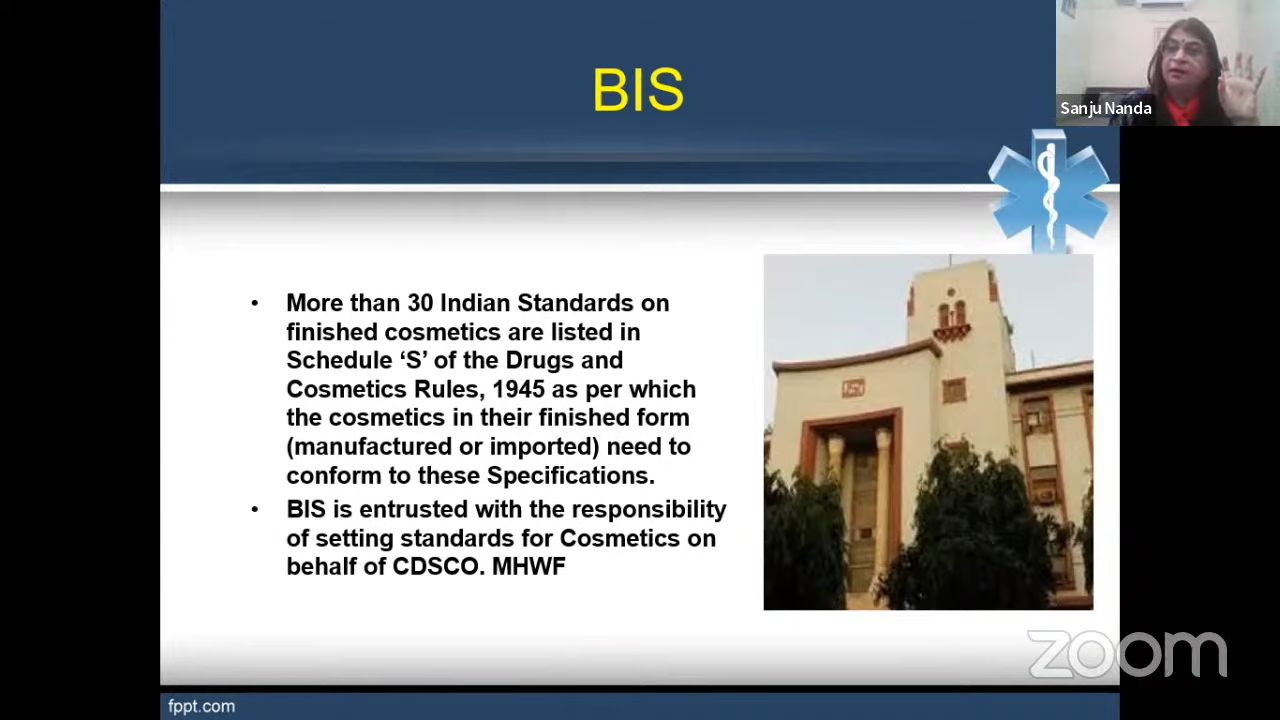 BIS
Sanju Nanda
• More than 30 Indian Standards on
finished cosmetics are listed in
Schedule ‘S’ of the Drugs and
Cosmetics Rules, 1945 as per which
the cosmetics in their finished form
(manufactured or imported) need to
conform to these Specifications.
• BIS is entrusted with the responsibility
of setting standards for Cosmetics on
behalf of CDSCO. MHWF
zoom
fppt.com